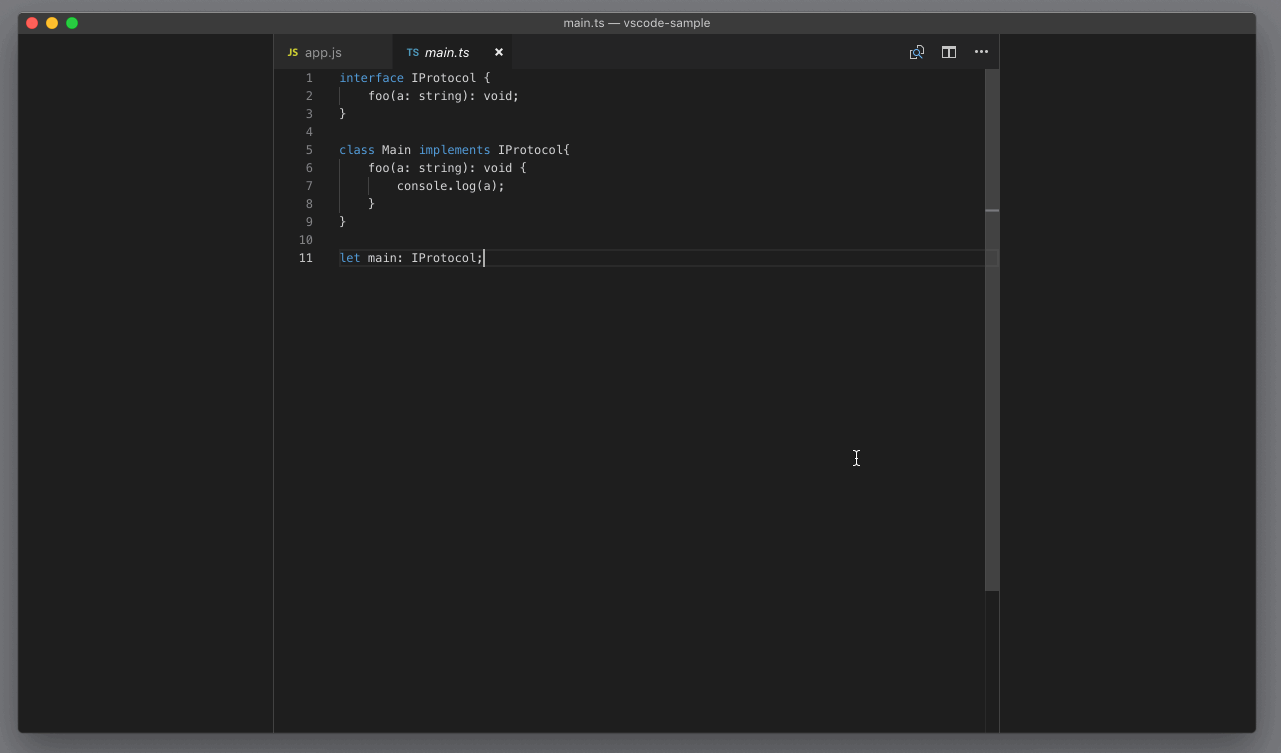 main.ts — vscode-sample
JS app.js TS main.ts ×
1 interface IProtocol {
2     foo(a: string): void;
3 }
4
5 class Main implements IProtocol{
6     foo(a: string): void {
7         console.log(a);
8     }
9 }
10
11 let main: IProtocol;